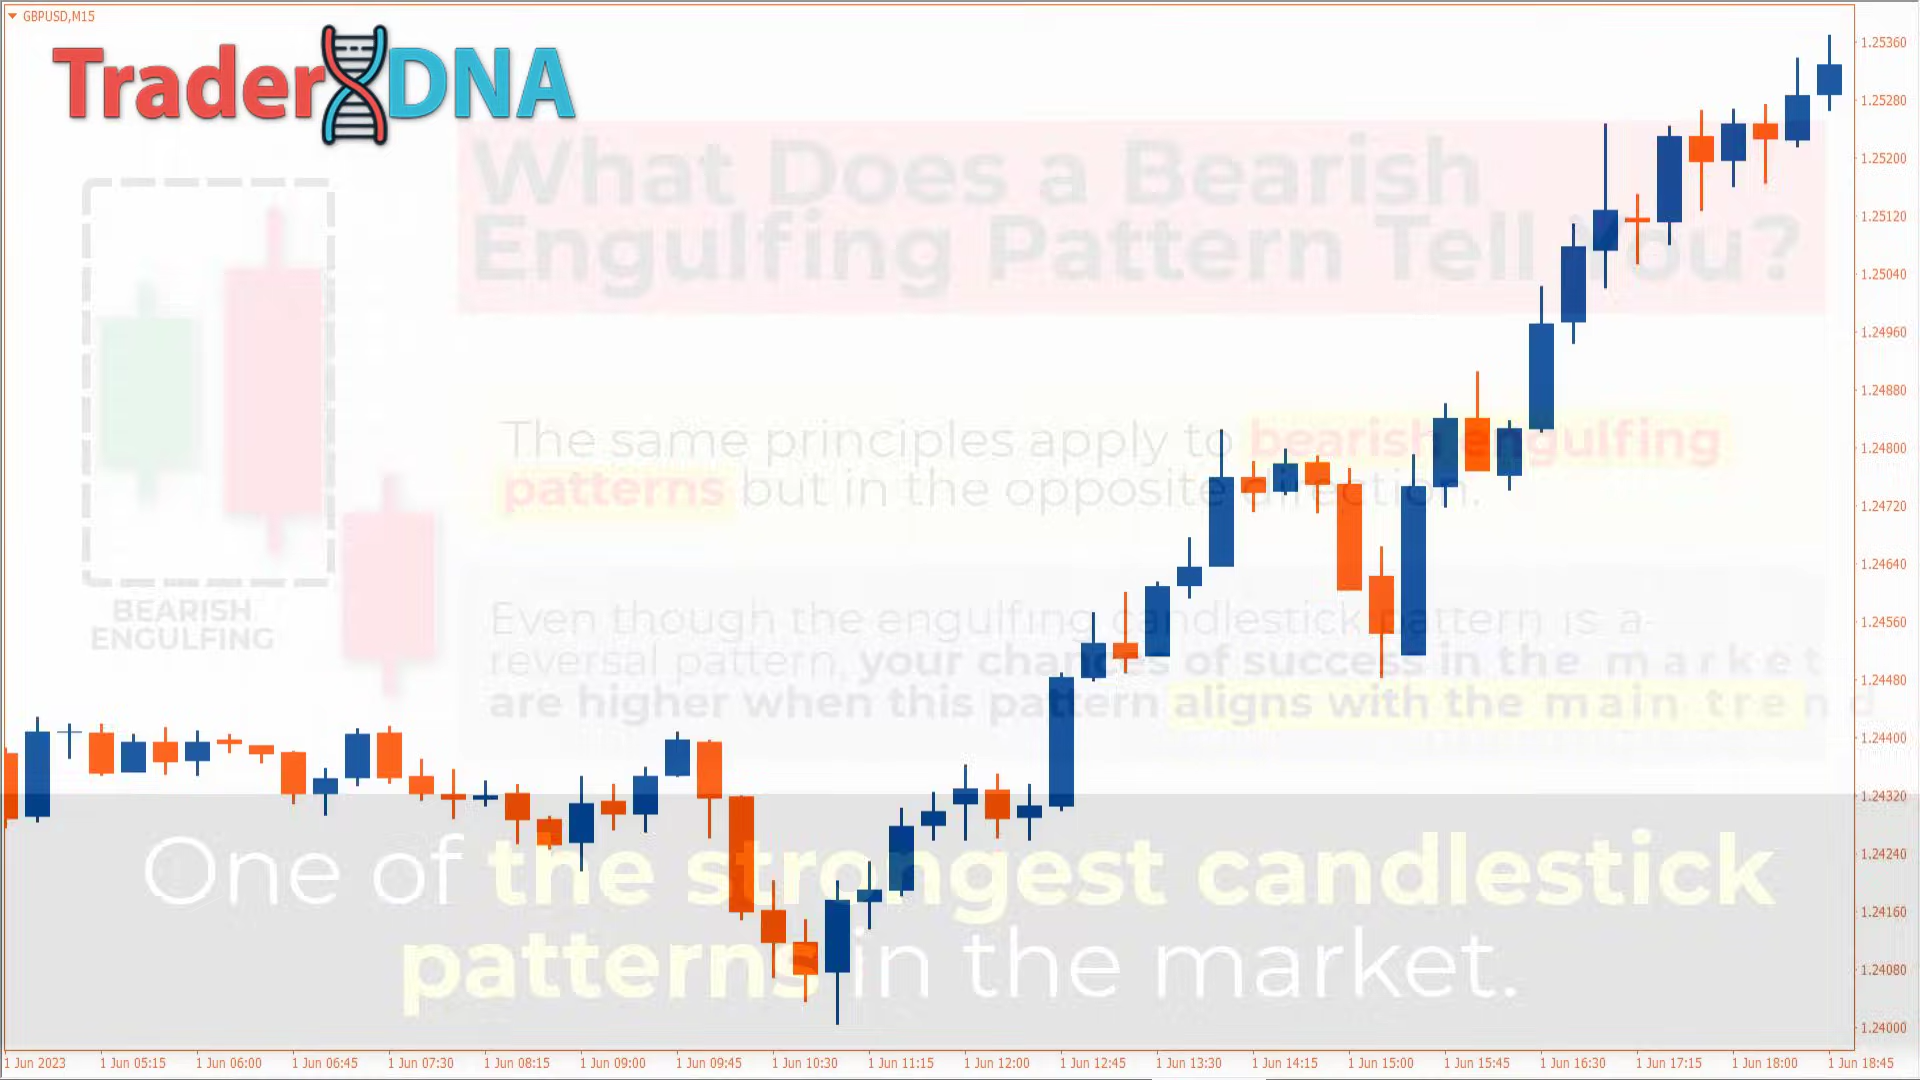 GBPUSD,M15
TraderDNA
What Does a Bearish
Engulfing Pattern Tell You?
The same principles apply to bearish engulfing
patterns but in the opposite direction.
BEARISH
ENGULFING
Even though the engulfing candlestick pattern is a
reversal pattern, your chances of success in the market
are higher when this pattern aligns with the main trend
One of the strongest candlestick
patterns in the market.
1.25360
1.25280
1.25200
1.25120
1.25040
1.24960
1.24880
1.24800
1.24720
1.24640
1.24560
1.24480
1.24400
1.24320
1.24240
1.24160
1.24080
1.24000
1 Jun 2023 1 Jun 05:15 1 Jun 06:00 1 Jun 06:45 1 Jun 07:30 1 Jun 08:15 1 Jun 09:00 1 Jun 09:45 1 Jun 10:30 1 Jun 11:15 1 Jun 12:00 1 Jun 12:45 1 Jun 13:30 1 Jun 14:15 1 Jun 15:00 1 Jun 15:45 1 Jun 16:30 1 Jun 17:15 1 Jun 18:00 1 Jun 18:45